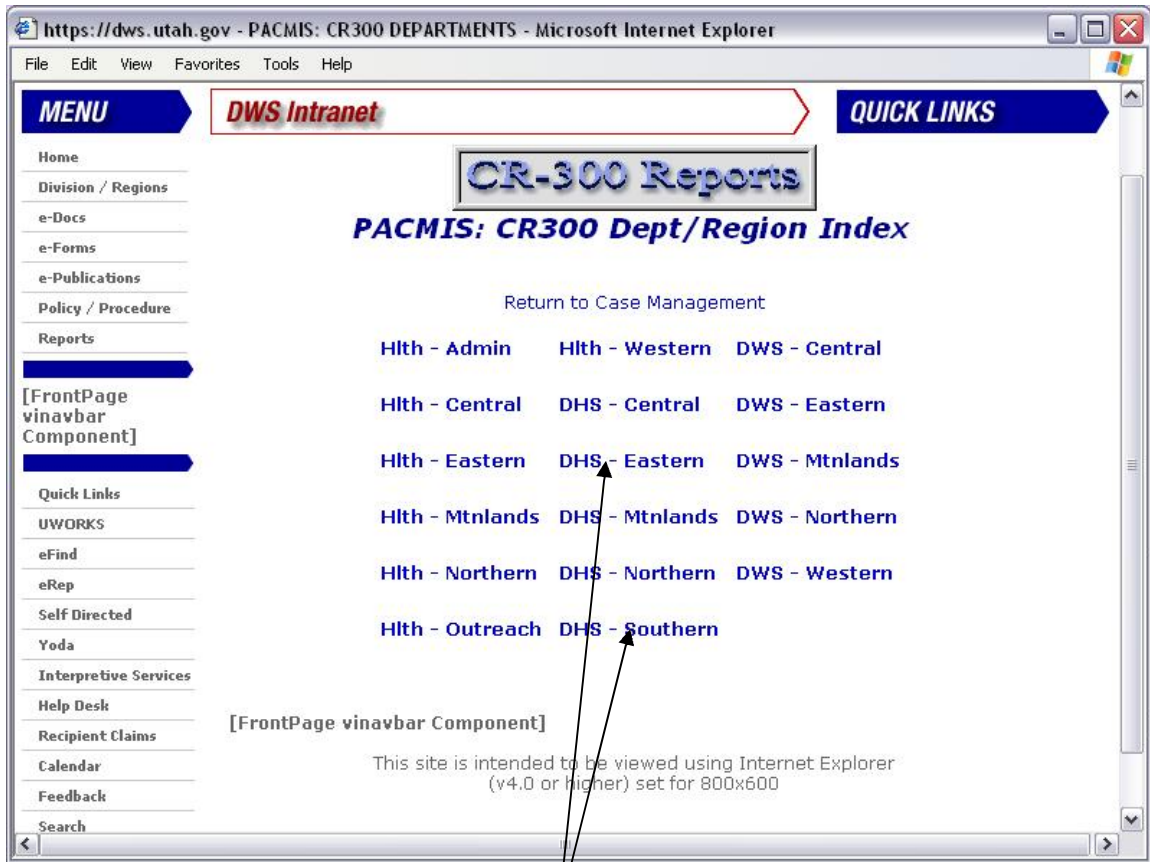 https://dws.utah.gov - PACMIS: CR300 DEPARTMENTS - Microsoft Internet Explorer
File Edit View Favorites Tools Help
MENU
DWS Intranet
QUICK LINKS
Home
Division / Regions
e-Docs
e-Forms
e-Publications
Policy / Procedure
Reports
[FrontPage
vinavbar
Component]
Quick Links
UWORKS
eFind
eRep
Self Directed
Yoda
Interpretive Services
Help Desk
Recipient Claims
Calendar
Feedback
Search
CR-300 Reports
PACMIS: CR300 Dept/Region Index
Return to Case Management
Hlth - Admin Hlth - Western DWS - Central
Hlth - Central DHS - Central DWS - Eastern
Hlth - Eastern DHS - Eastern DWS - Mtnlands
Hlth - Mtnlands DHS - Mtnlands DWS - Northern
Hlth - Northern DHS - Northern DWS - Western
Hlth - Outreach DHS - Southern
[FrontPage vinavbar Component]
This site is intended to be viewed using Internet Explorer
(v4.0 or higher) set for 800x600